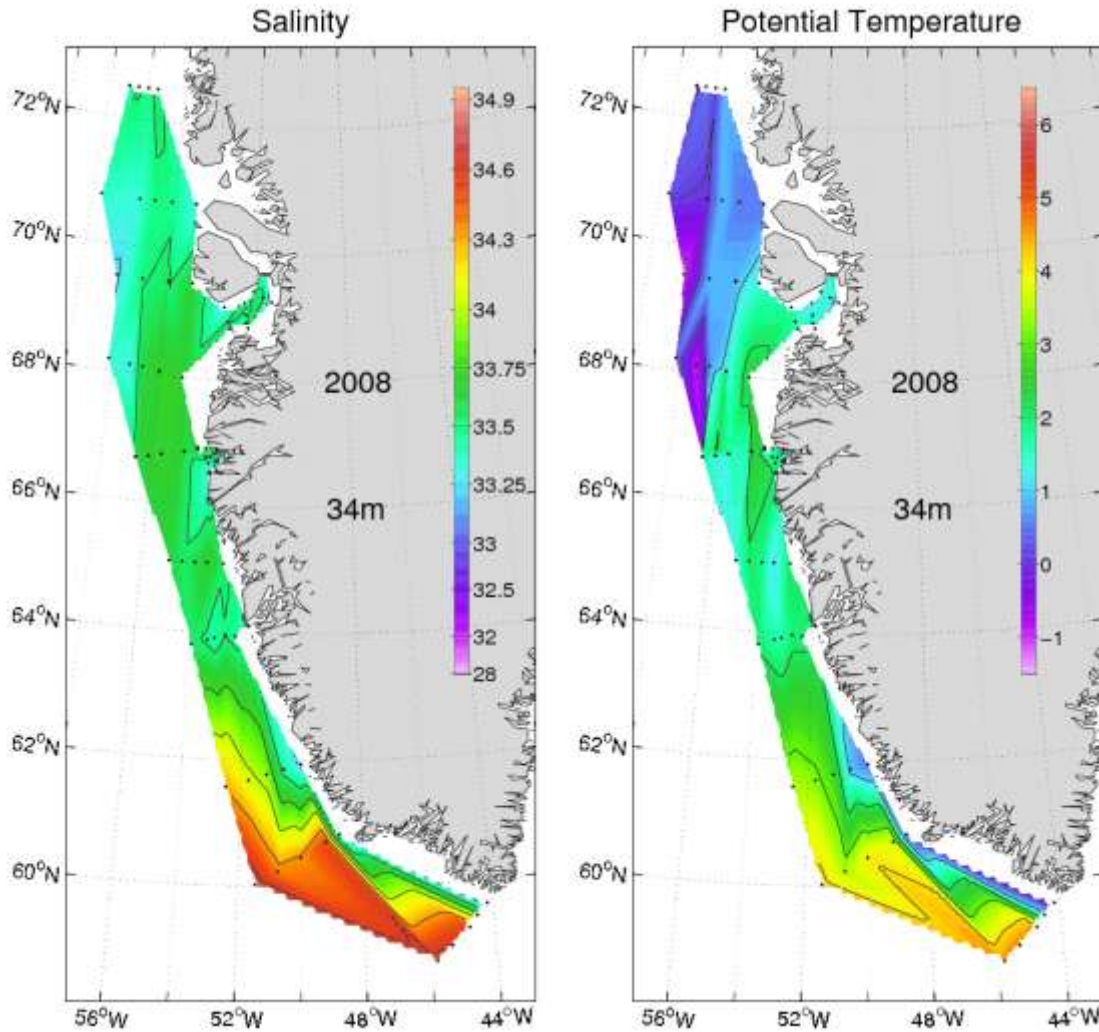 Salinity
72°N
70°N
68°N
66°N
64°N
62°N
60°N
56°W
52°W
48°W
44°W
34.9
34.6
34.3
34
33.75
33.5
33.25
33
32.5
32
28
2008
34m
Potential Temperature
72°N
70°N
68°N
66°N
64°N
62°N
60°N
56°W
52°W
48°W
44°W
6
5
4
3
2
1
0
−1
2008
34m